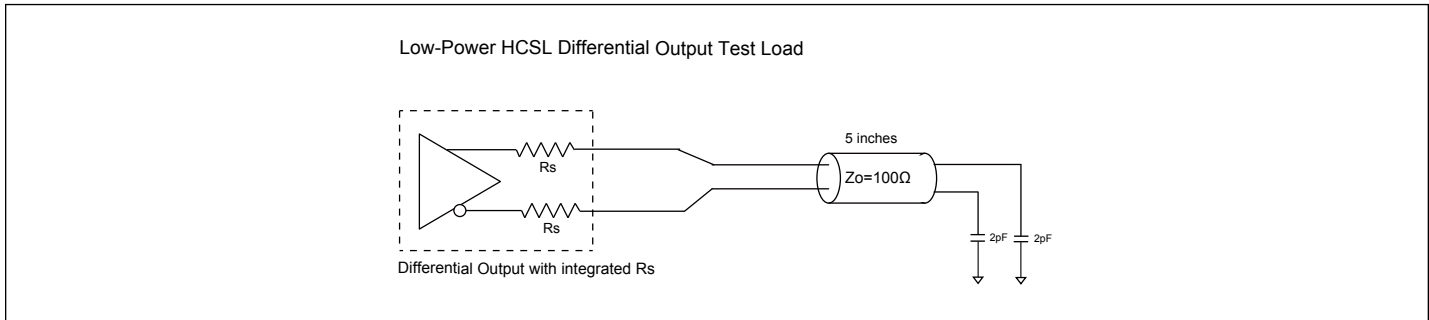 Low-Power HCSL Differential Output Test Load
5 inches
Rs
Zo=100Ω
Rs
2pF
2pF
Differential Output with integrated Rs